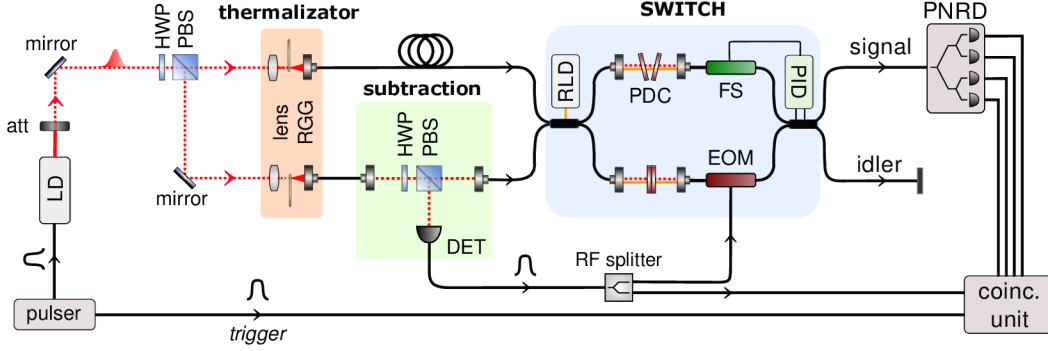 thermalizator
SWITCH
PNRD
mirror
HWP
PBS
signal
RLD
PDC
FS
PID
subtraction
att
lens
RGG
HWP
PBS
EOM
idler
LD
mirror
DET
RF splitter
pulser
trigger
coinc.
unit